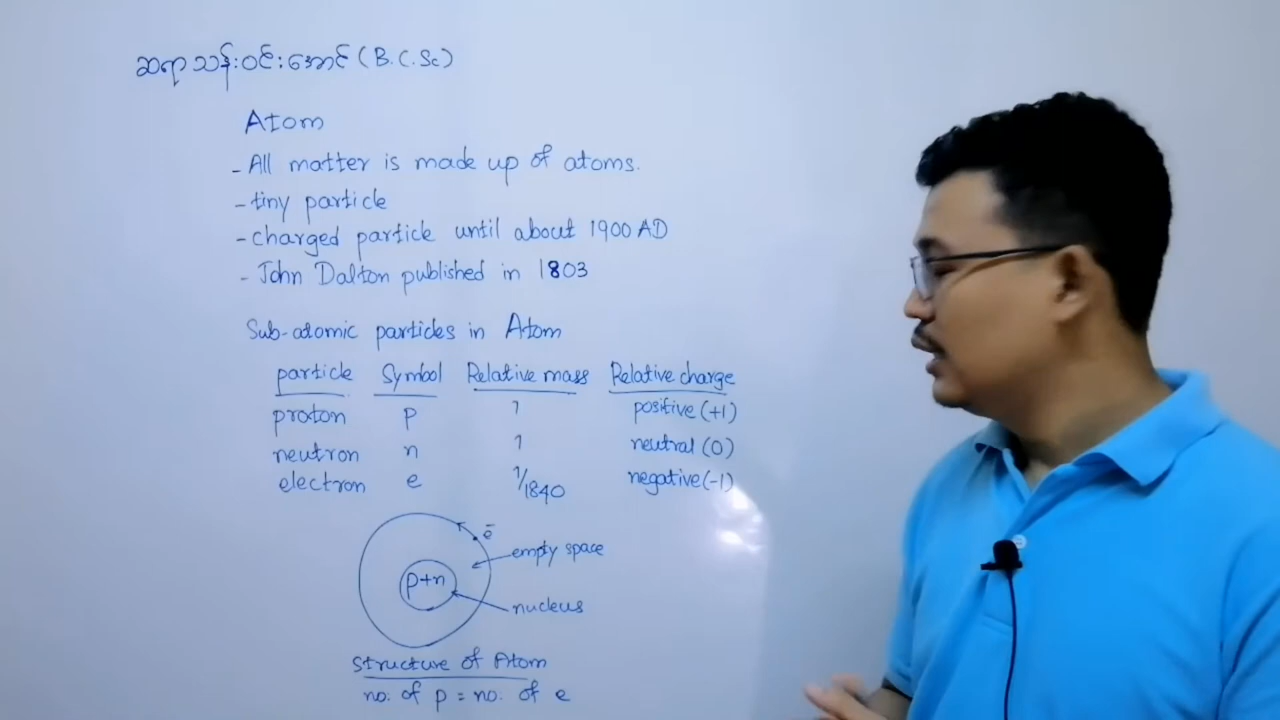 ဆရာသန်းဝင်းအောင် (B.C.Sc)
Atom
- All matter is made up of atoms.
- tiny particle
- charged particle until about 1900 AD
- John Dalton published in 1803
Sub-atomic particles in Atom
particle Symbol Relative mass Relative charge
proton p 1 positive (+1)
neutron n 1 neutral (0)
electron e 1/1840 negative (-1)
e̅
empty space
p+n
nucleus
Structure of Atom
no. of p = no. of e